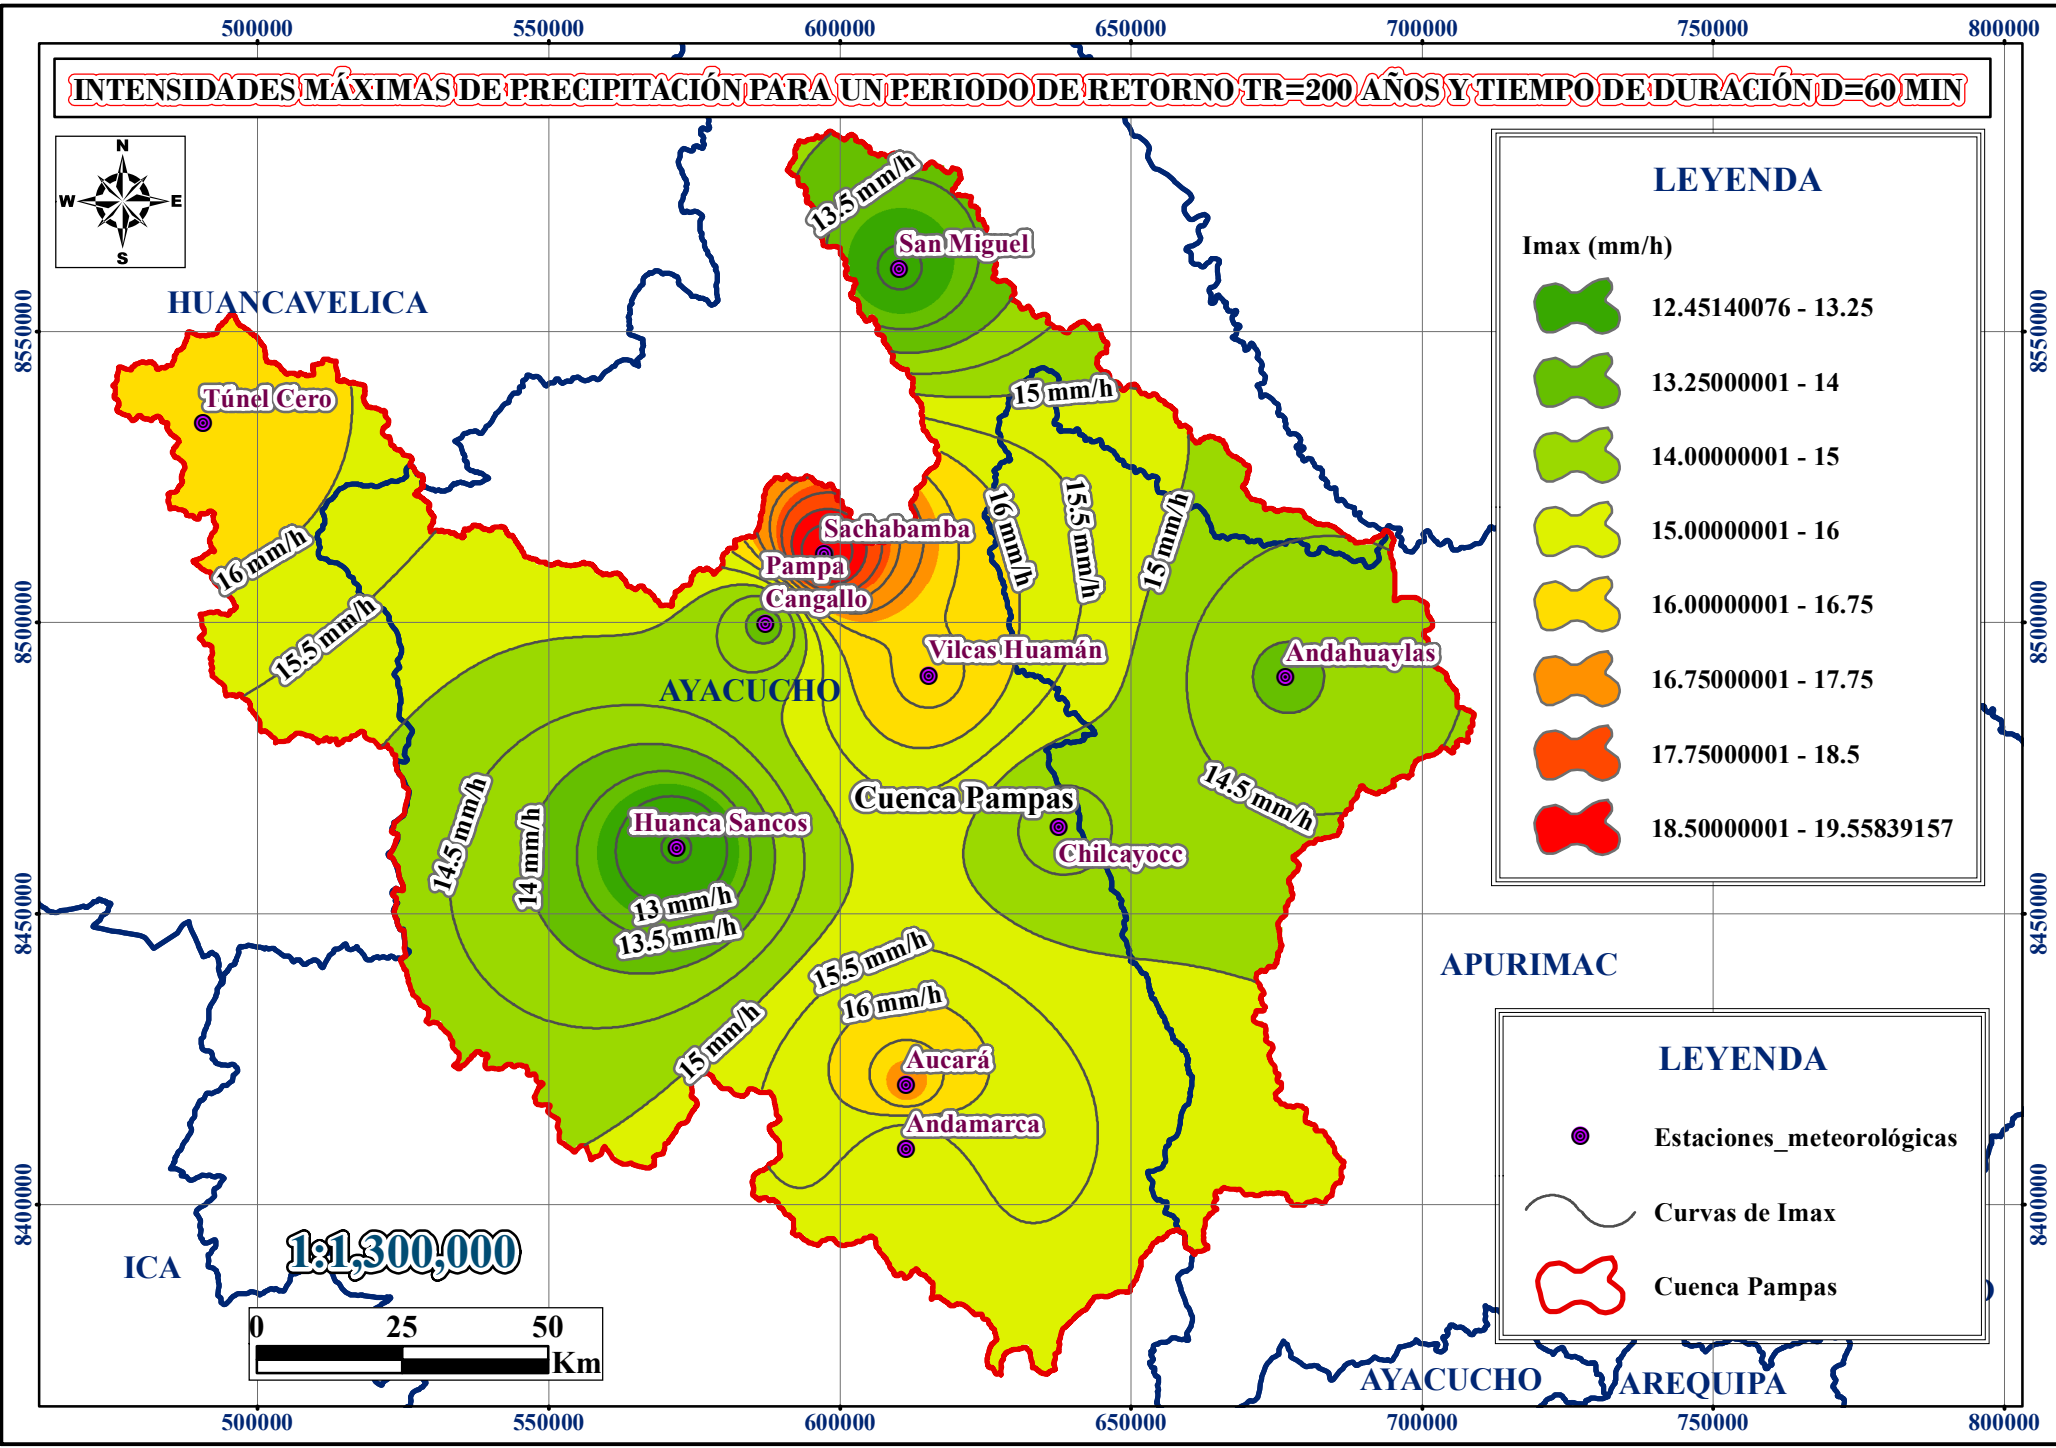 500000 550000 600000 650000 700000 750000 800000
INTENSIDADES MÁXIMAS DE PRECIPITACIÓN PARA UN PERIODO DE RETORNO TR=200 AÑOS Y TIEMPO DE DURACIÓN D=60 MIN
N
W E
S
LEYENDA
Imax (mm/h)
12.45140076 - 13.25
13.25000001 - 14
14.00000001 - 15
15.00000001 - 16
16.00000001 - 16.75
16.75000001 - 17.75
17.75000001 - 18.5
18.50000001 - 19.55839157
8550000
8500000
8450000
8400000
8550000
8500000
8450000
8400000
13.5 mm/h
San Miguel
HUANCAVELICA
Túnel Cero
15 mm/h
16 mm/h
15.5 mm/h
16 mm/h
15.5 mm/h
15 mm/h
Sachabamba
Pampa
Cangallo
Vilcas Huamán
Andahuaylas
AYACUCHO
14.5 mm/h
14 mm/h
Huanca Sancos
13 mm/h
13.5 mm/h
Cuenca Pampas
Chilcayocc
14.5 mm/h
15.5 mm/h
16 mm/h
15 mm/h
Aucará
Andamarca
APURIMAC
ICA
AYACUCHO
AREQUIPA
1:1,300,000
0 25 50
Km
LEYENDA
Estaciones_meteorológicas
Curvas de Imax
Cuenca Pampas
500000 550000 600000 650000 700000 750000 800000